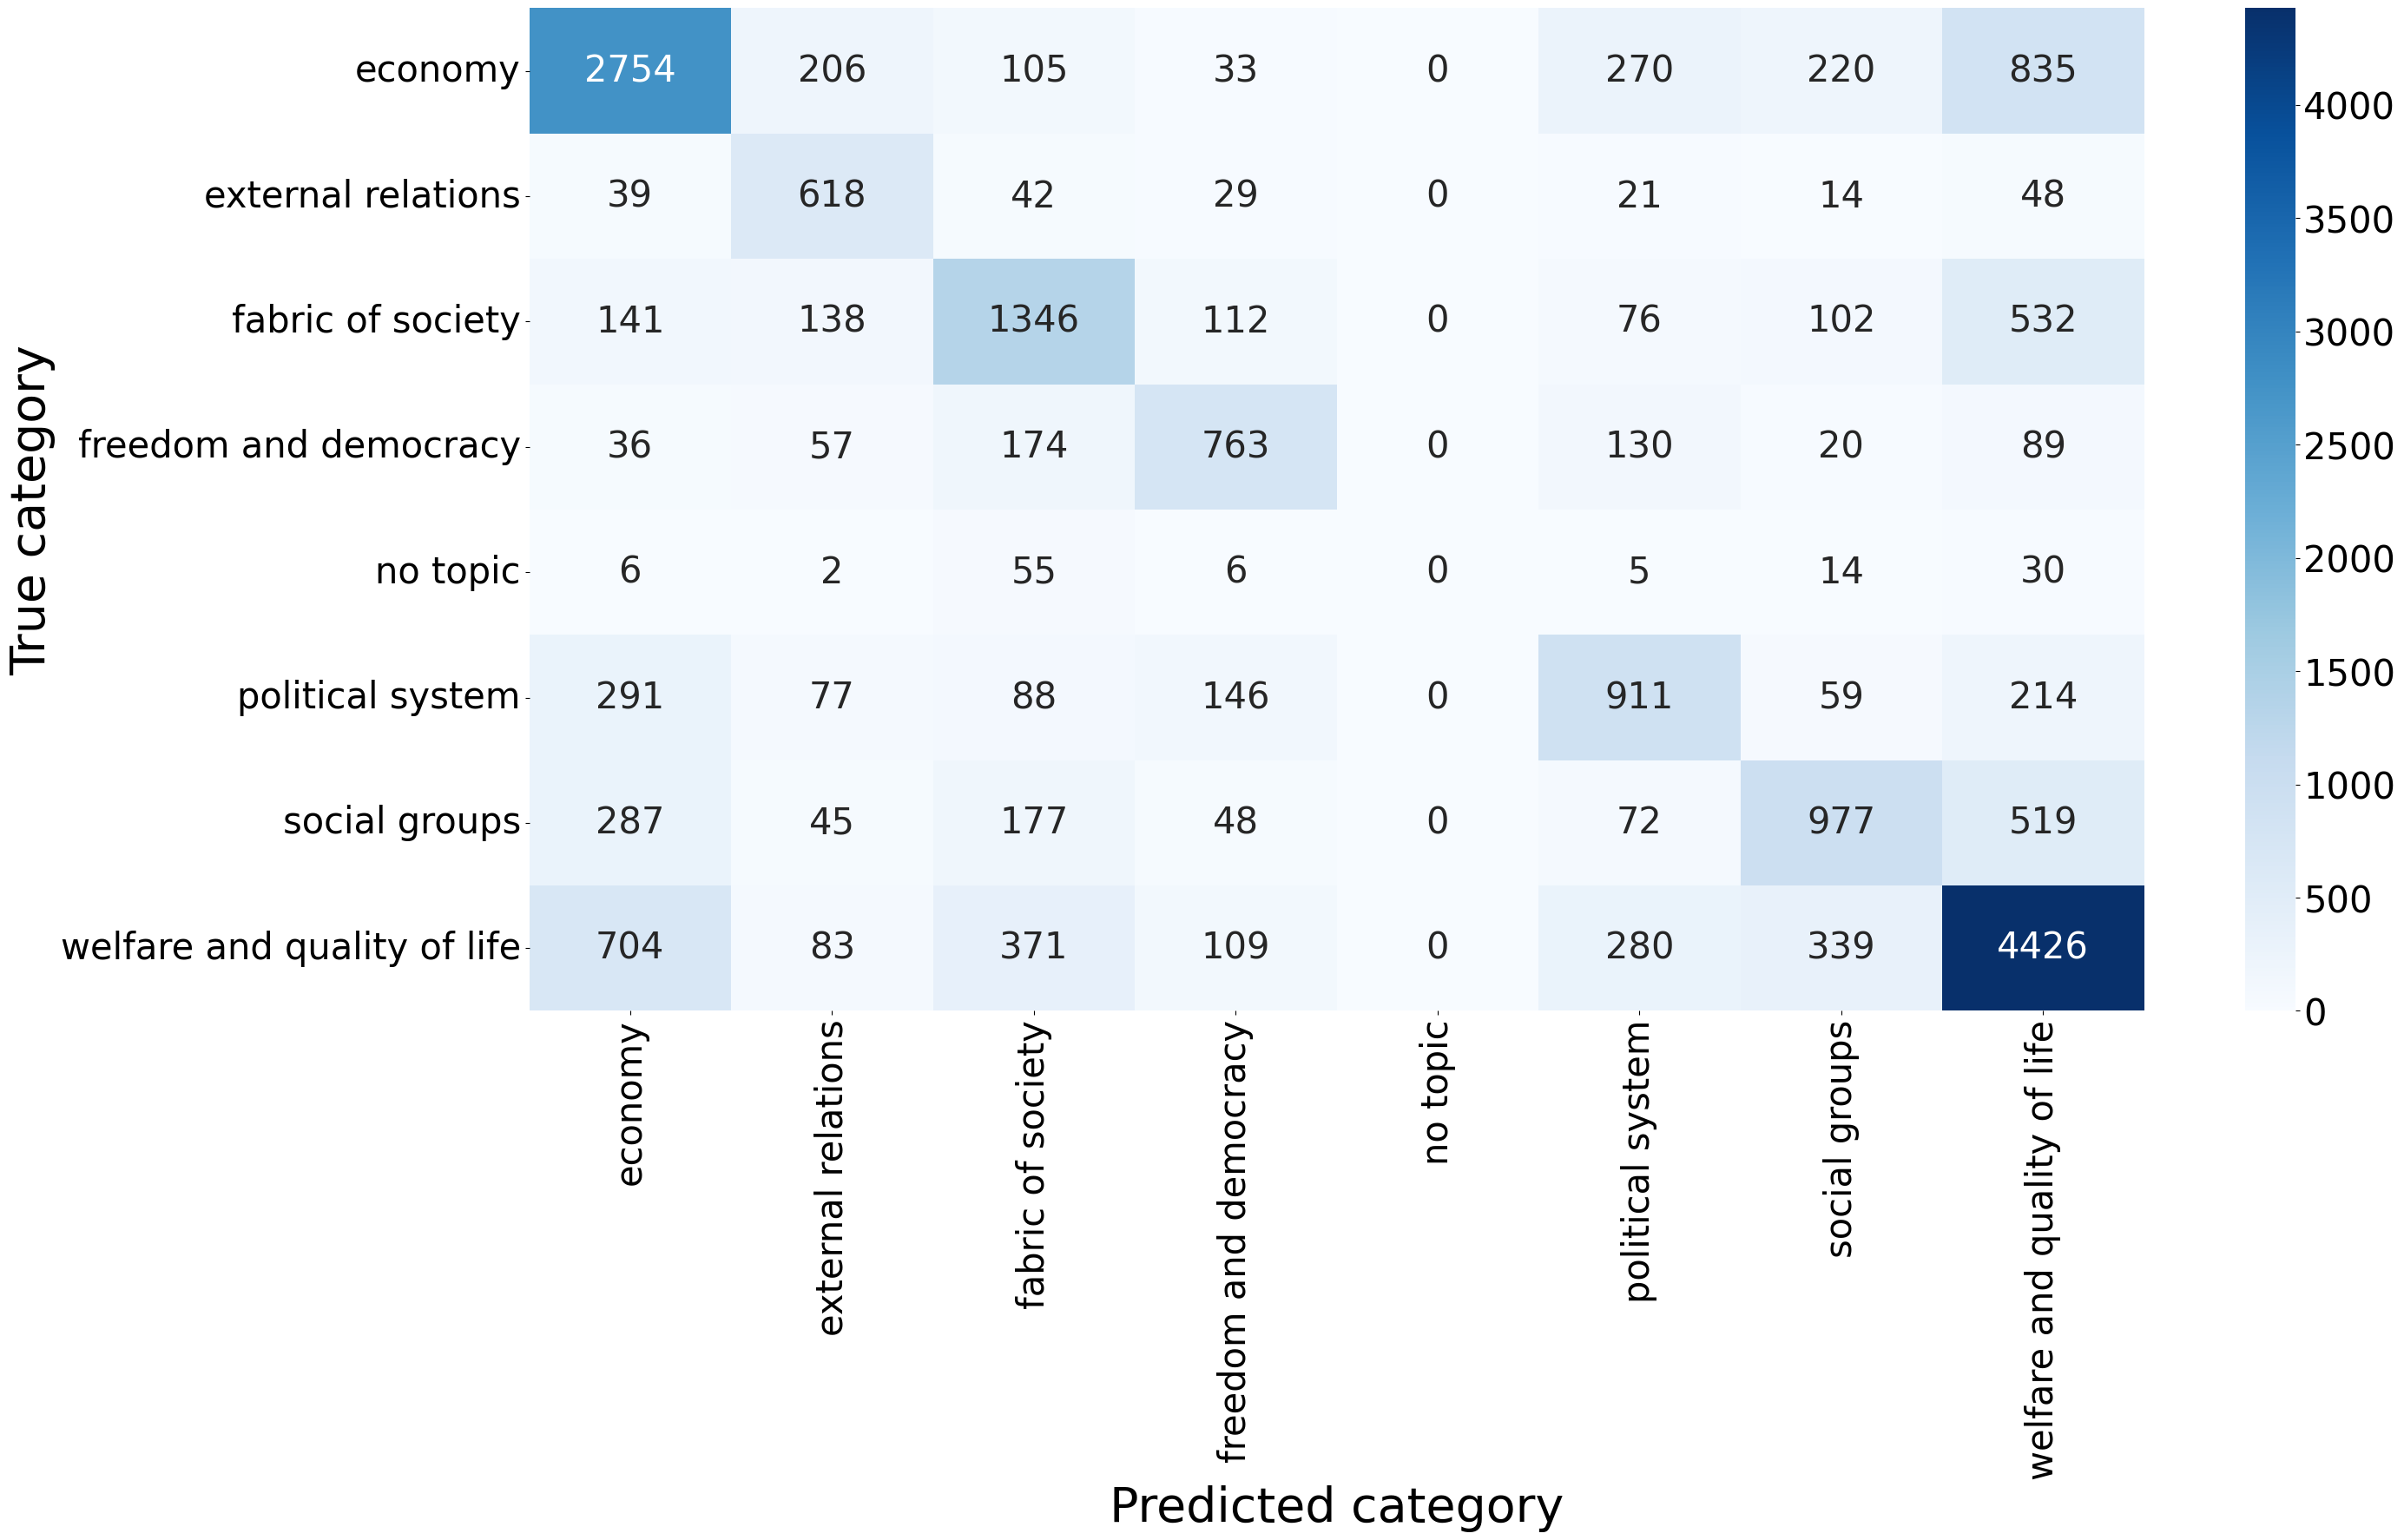 True category
economy 2754 206 105 33 0 270 220 835
external relations 39 618 42 29 0 21 14 48
fabric of society 141 138 1346 112 0 76 102 532
freedom and democracy 36 57 174 763 0 130 20 89
no topic 6 2 55 6 0 5 14 30
political system 291 77 88 146 0 911 59 214
social groups 287 45 177 48 0 72 977 519
welfare and quality of life 704 83 371 109 0 280 339 4426
economy
external relations
fabric of society
freedom and democracy
no topic
political system
social groups
welfare and quality of life
Predicted category
4000
3500
3000
2500
2000
1500
1000
500
0